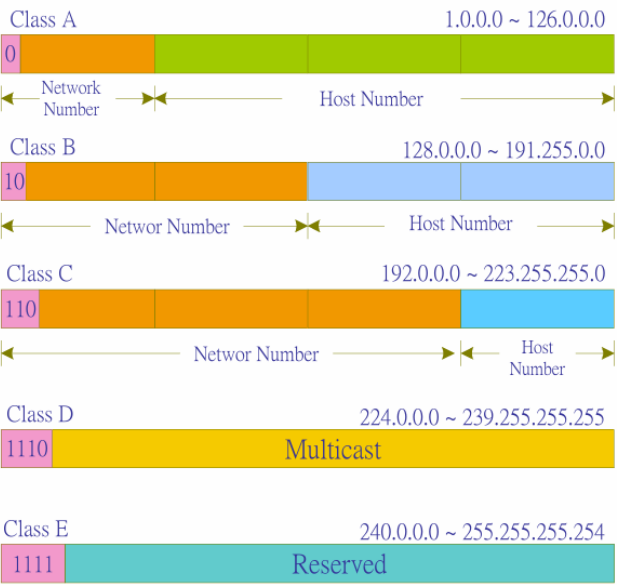 Class A 1.0.0.0 ~ 126.0.0.0
0
Network
Number
Host Number
Class B 128.0.0.0 ~ 191.255.0.0
10
Networ Number Host Number
Class C 192.0.0.0 ~ 223.255.255.0
110
Networ Number
Host
Number
Class D 224.0.0.0 ~ 239.255.255.255
1110 Multicast
Class E 240.0.0.0 ~ 255.255.255.254
1111 Reserved